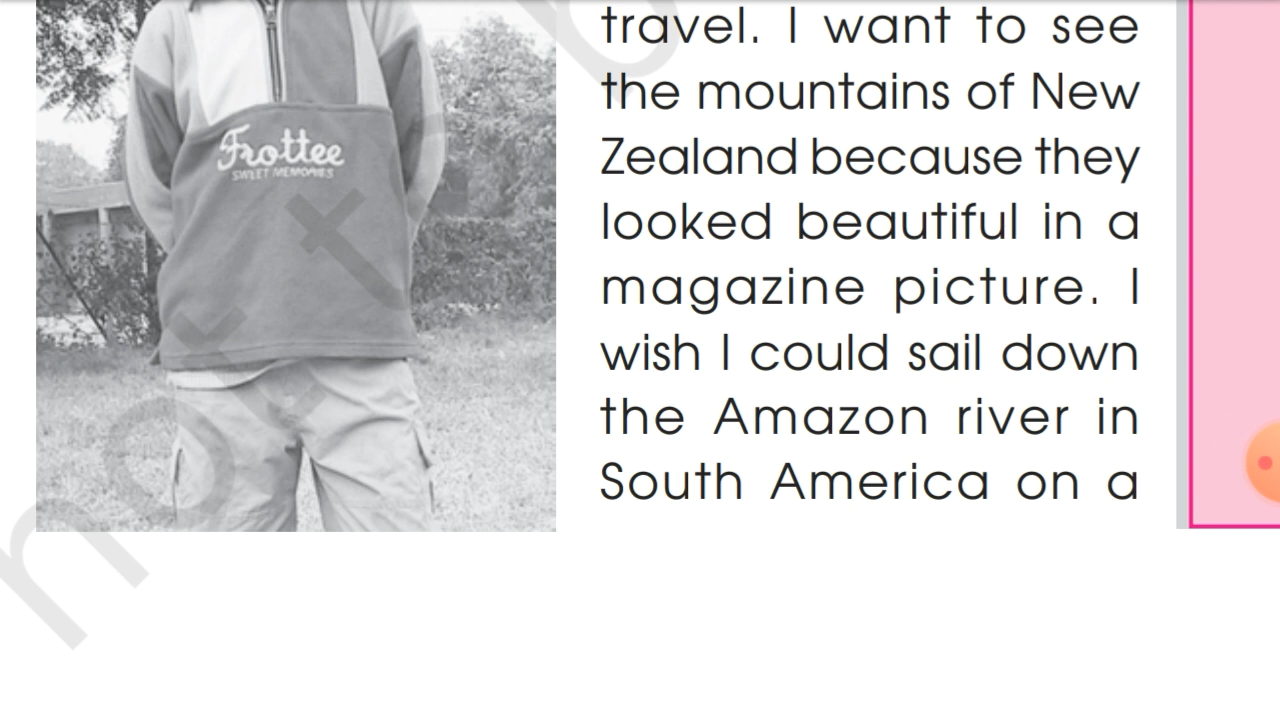 Frottee
SWEET MEMORIES
travel. I want to see
the mountains of New
Zealand because they
looked beautiful in a
magazine picture. I
wish I could sail down
the Amazon river in
South America on a